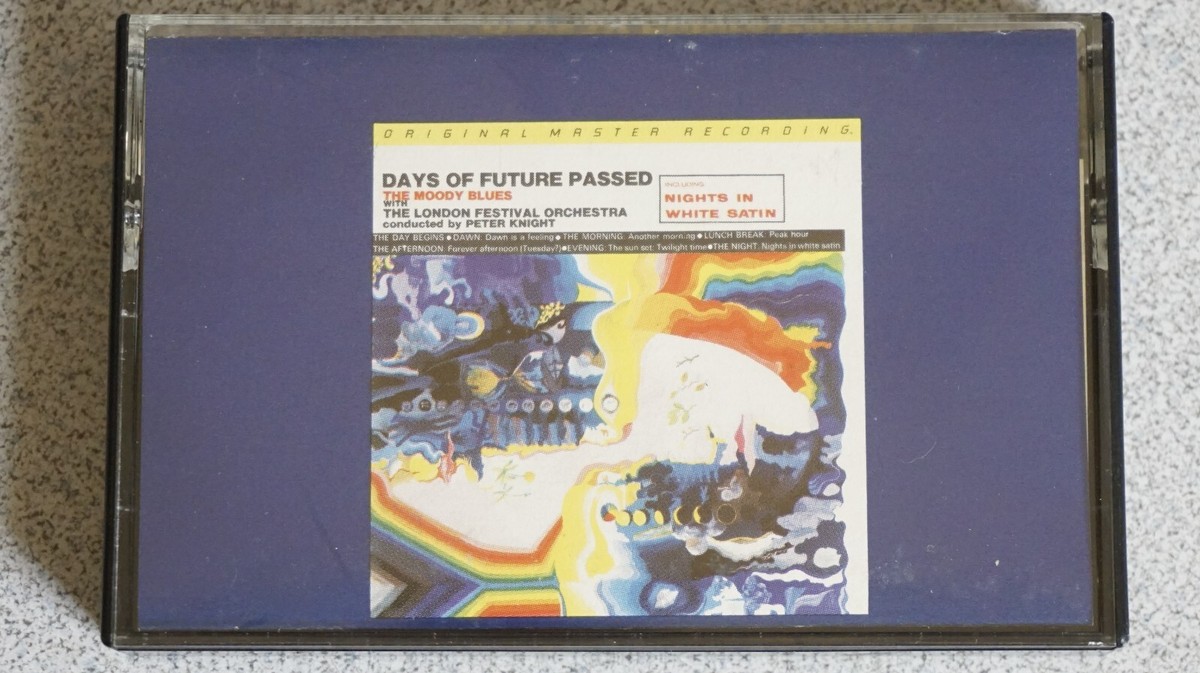 ORIGINAL MASTER RECORDING.
DAYS OF FUTURE PASSED
THE MOODY BLUES
WITH
THE LONDON FESTIVAL ORCHESTRA
conducted by PETER KNIGHT
INCLUDING
NIGHTS IN
WHITE SATIN
THE DAY BEGINS ● DAWN: Dawn is a feeling ● THE MORNING: Another morning ● LUNCH BREAK: Peak hour
THE AFTERNOON: Forever afternoon (Tuesday?) ● EVENING: The sun set: Twilight time ● THE NIGHT: Nights in white satin